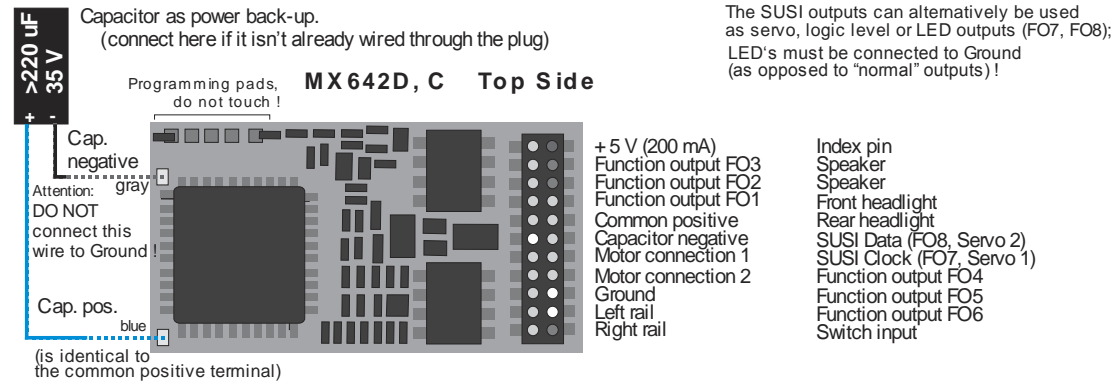 Capacitor as power back-up.
(connect here if it isn't already wired through the plug)
>220 uF
35 V
+ -
The SUSI outputs can alternatively be used
as servo, logic level or LED outputs (FO7, FO8);
LED's must be connected to Ground
(as opposed to "normal" outputs) !
Programming pads,
do not touch !
MX642D, C Top Side
Cap.
negative
gray
Attention:
DO NOT
connect this
wire to Ground !
Cap. pos.
blue
(is identical to
the common positive terminal)
+ 5 V (200 mA) Index pin
Function output FO3 Speaker
Function output FO2 Speaker
Function output FO1 Front headlight
Common positive Rear headlight
Capacitor negative SUSI Data (FO8, Servo 2)
Motor connection 1 SUSI Clock (FO7, Servo 1)
Motor connection 2 Function output FO4
Ground Function output FO5
Left rail Function output FO6
Right rail Switch input